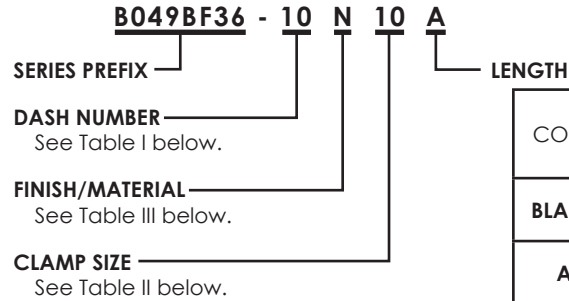 B049BF36 - 10 N 10 A
SERIES PREFIX
LENGTH
DASH NUMBER
See Table I below.
FINISH/MATERIAL
See Table III below.
CLAMP SIZE
See Table II below.
CO
BLA
A